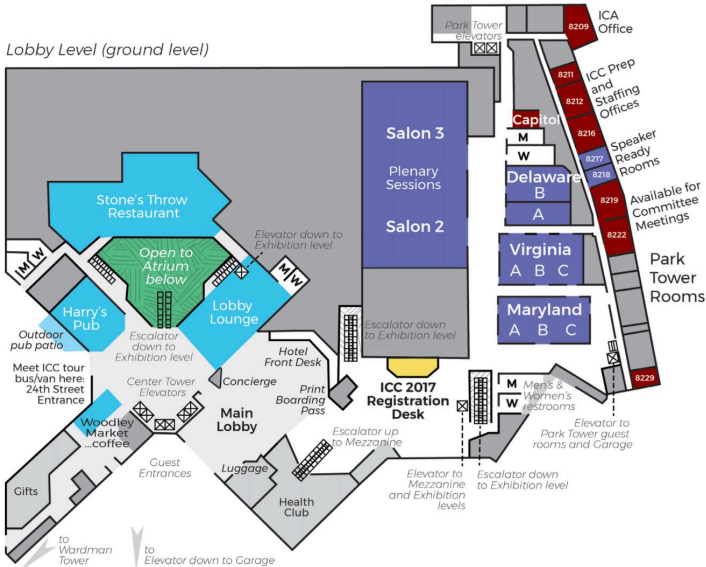 Lobby Level (ground level)
Park Tower
elevators
8209
ICA
Office
8211
8212
8216
ICC Prep
and
Staffing
Offices
Capitol
M
W
8217
8218
Speaker
Ready
Rooms
Salon 3
Plenary
Sessions
Salon 2
Delaware
B
A
8219
8222
Available for
Committee
Meetings
Stone's Throw
Restaurant
Elevator down to
Exhibition level
Open to
Atrium
below
M W
M W
Virginia
A B C
Park
Tower
Rooms
Harry's
Pub
Lobby
Lounge
Maryland
A B C
Outdoor
pub patio
Escalator
down to
Exhibition level
Escalator down
to Exhibition level
Hotel
Front Desk
Meet ICC tour
bus/van here:
24th Street
Entrance
Center Tower
Elevators
Concierge
Print
Boarding
Pass
ICC 2017
Registration
Desk
M
W
Men's &
Women's
restrooms
8229
Woodley
Market
...coffee
Main
Lobby
Escalator up
to Mezzanine
Elevator to
Park Tower guest
rooms and Garage
Guest
Entrances
Luggage
Elevator to
Mezzanine
and Exhibition
levels
Escalator down
to Exhibition level
Gifts
Health
Club
to
Wardman
Tower
to
Elevator down to Garage